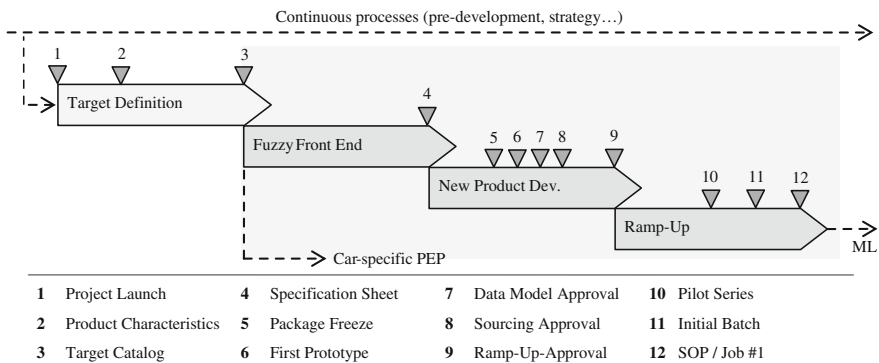 Continuous processes (pre-development, strategy…)
1 2 3
Target Definition
4
Fuzzy Front End
5 6 7 8 9
New Product Dev.
10 11 12
Ramp-Up
ML
Car-specific PEP
1 Project Launch 4 Specification Sheet 7 Data Model Approval 10 Pilot Series
2 Product Characteristics 5 Package Freeze 8 Sourcing Approval 11 Initial Batch
3 Target Catalog 6 First Prototype 9 Ramp-Up-Approval 12 SOP / Job #1